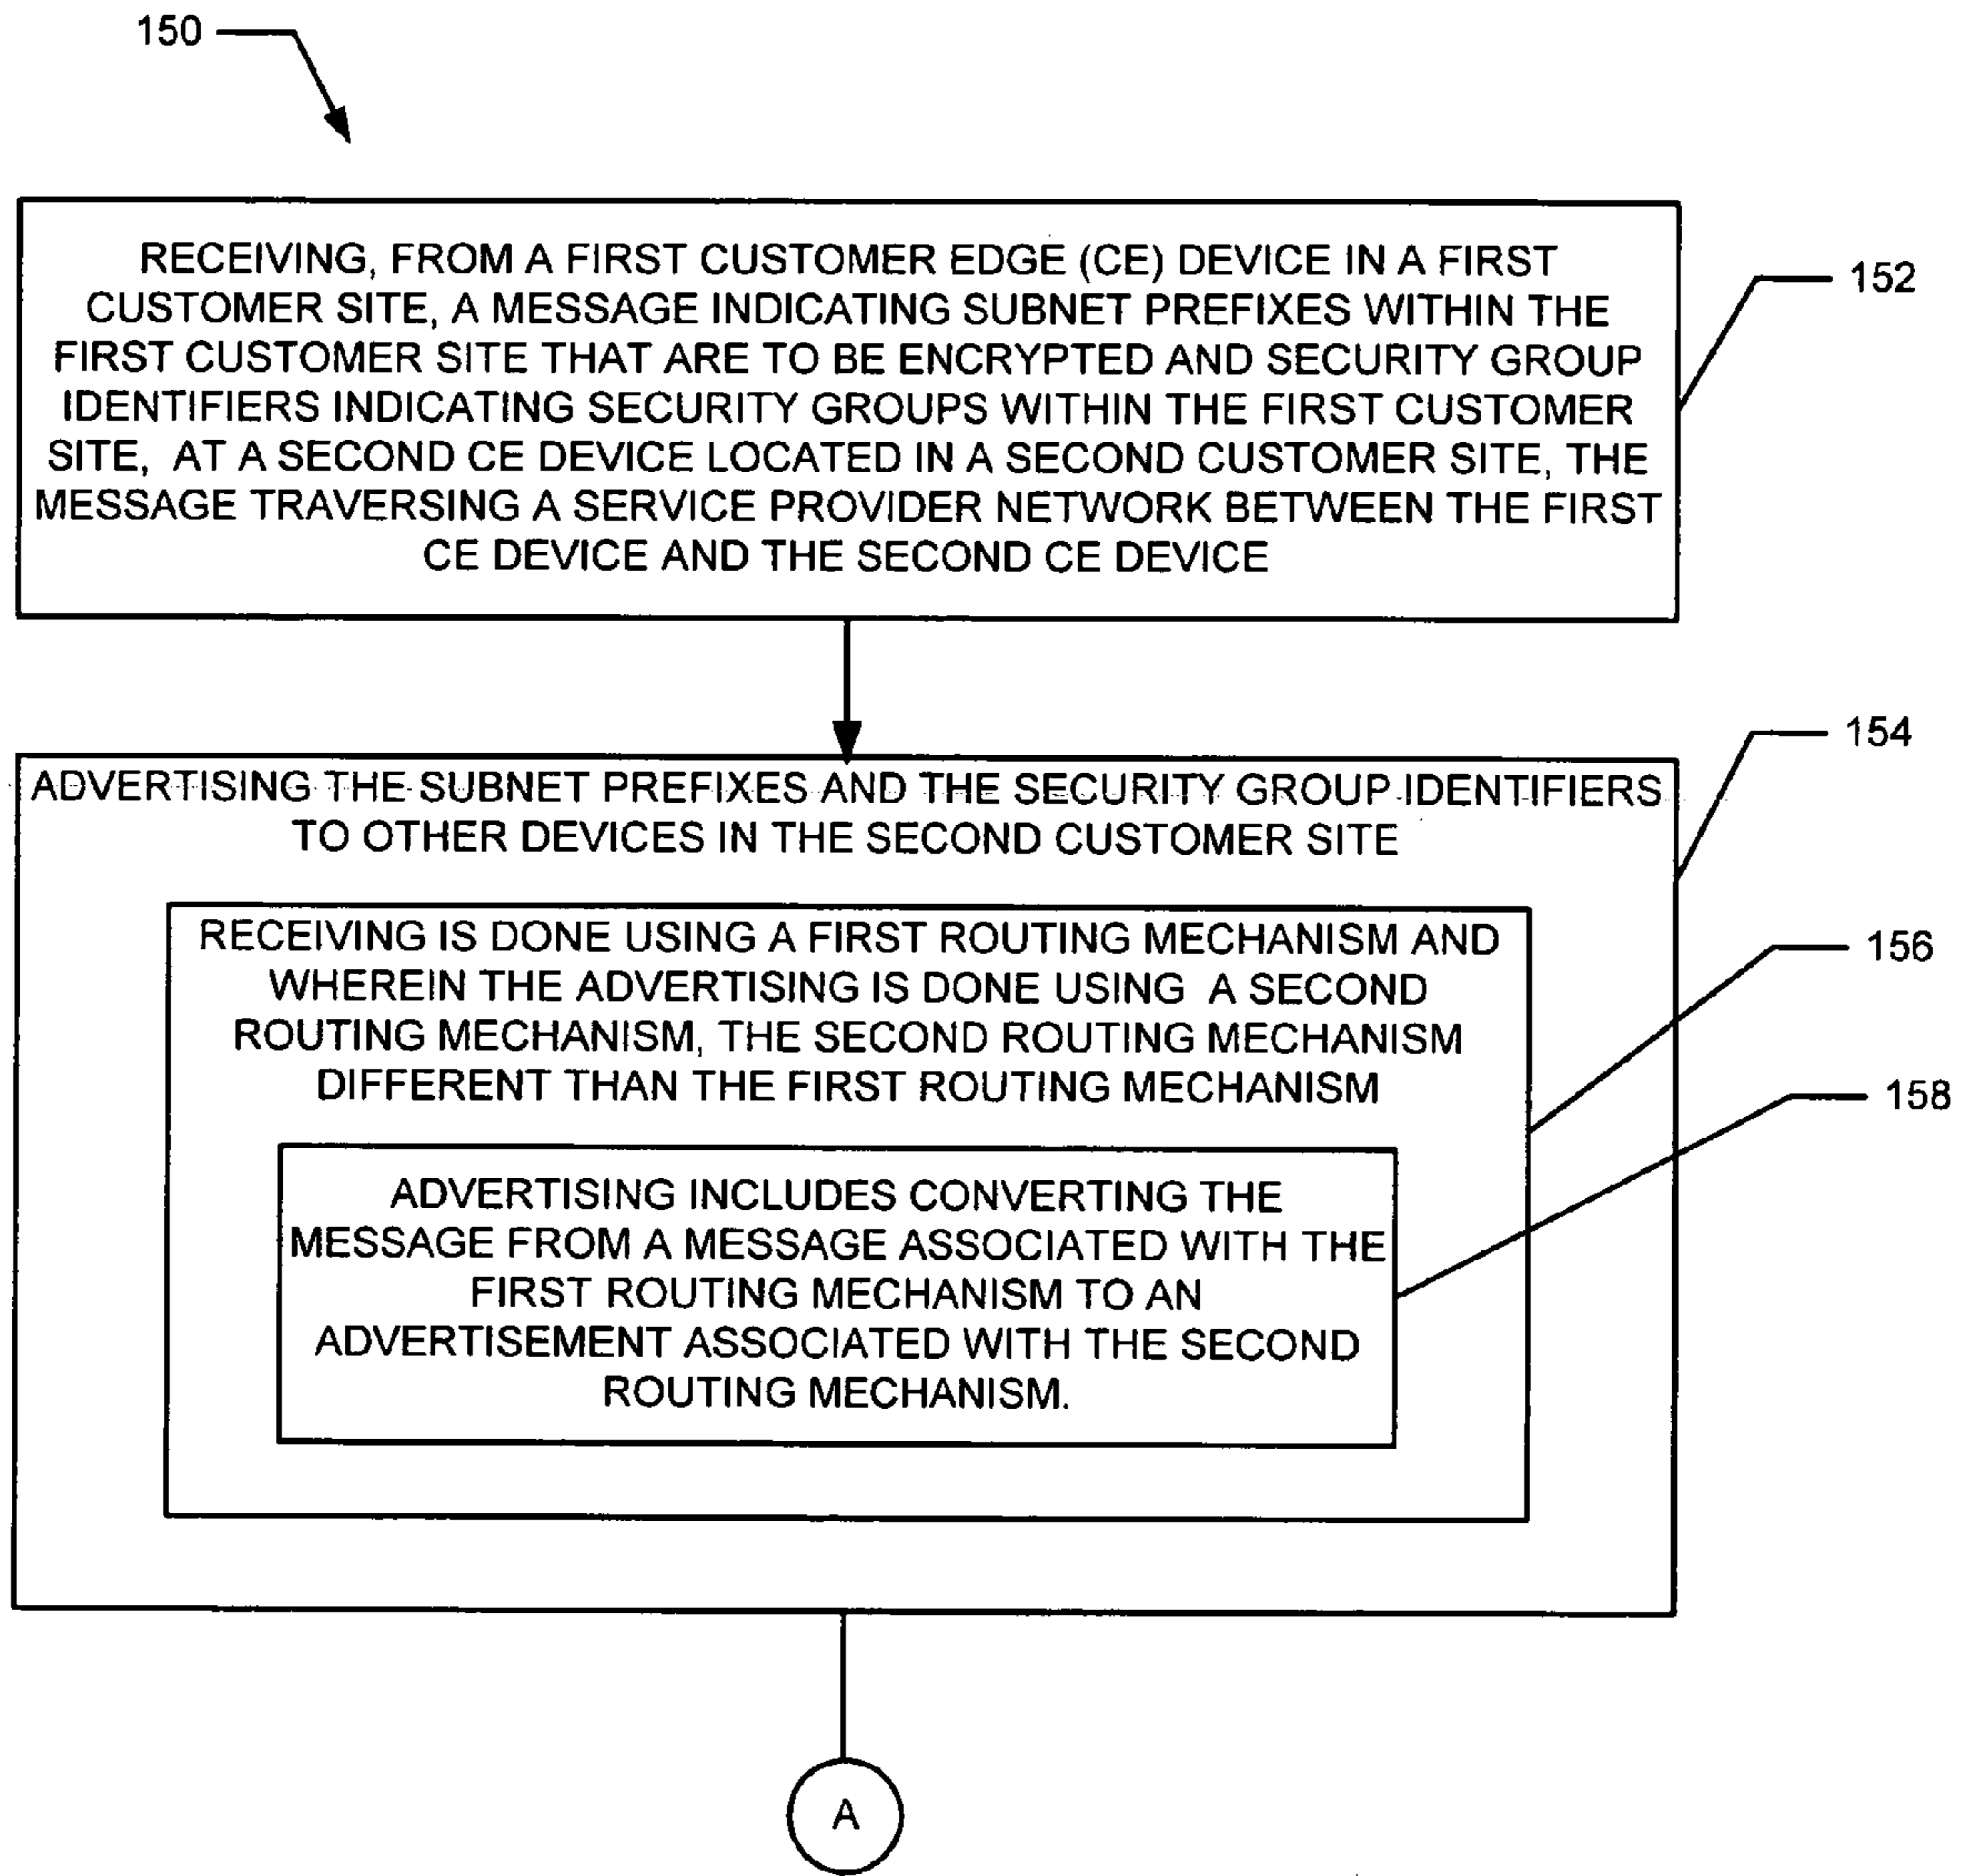 150
RECEIVING, FROM A FIRST CUSTOMER EDGE (CE) DEVICE IN A FIRST
CUSTOMER SITE, A MESSAGE INDICATING SUBNET PREFIXES WITHIN THE
FIRST CUSTOMER SITE THAT ARE TO BE ENCRYPTED AND SECURITY GROUP
IDENTIFIERS INDICATING SECURITY GROUPS WITHIN THE FIRST CUSTOMER
SITE, AT A SECOND CE DEVICE LOCATED IN A SECOND CUSTOMER SITE, THE
MESSAGE TRAVERSING A SERVICE PROVIDER NETWORK BETWEEN THE FIRST
CE DEVICE AND THE SECOND CE DEVICE
152
ADVERTISING THE SUBNET PREFIXES AND THE SECURITY GROUP IDENTIFIERS
TO OTHER DEVICES IN THE SECOND CUSTOMER SITE
154
RECEIVING IS DONE USING A FIRST ROUTING MECHANISM AND
WHEREIN THE ADVERTISING IS DONE USING A SECOND
ROUTING MECHANISM, THE SECOND ROUTING MECHANISM
DIFFERENT THAN THE FIRST ROUTING MECHANISM
156
ADVERTISING INCLUDES CONVERTING THE
MESSAGE FROM A MESSAGE ASSOCIATED WITH THE
FIRST ROUTING MECHANISM TO AN
ADVERTISEMENT ASSOCIATED WITH THE SECOND
ROUTING MECHANISM.
158
A